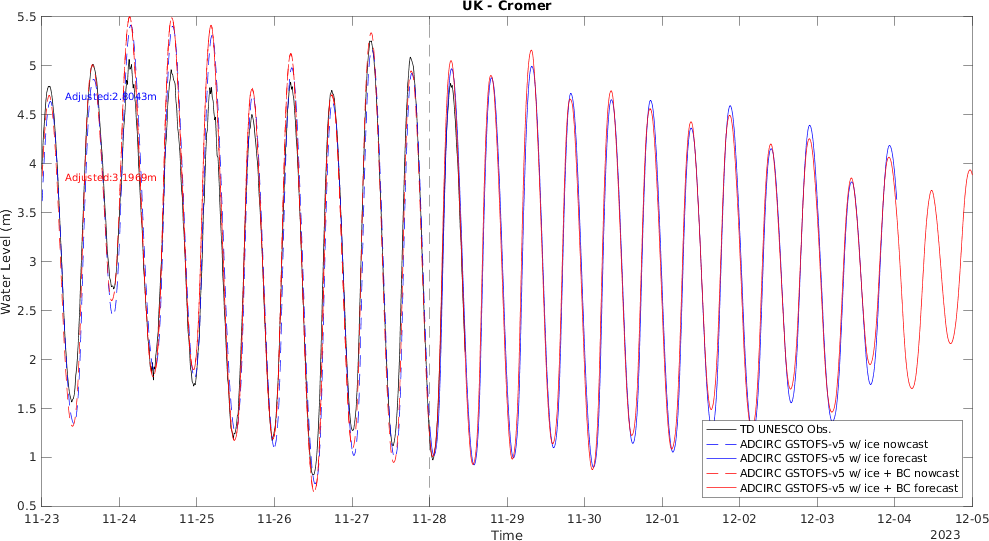 UK - Cromer
5.5
5
4.5
4
3.5
3
2.5
2
1.5
1
0.5
Water Level (m)
Adjusted:2.8043m
Adjusted:3.1969m
TD UNESCO Obs.
ADCIRC GSTOFS-v5 w/ ice nowcast
ADCIRC GSTOFS-v5 w/ ice forecast
ADCIRC GSTOFS-v5 w/ ice + BC nowcast
ADCIRC GSTOFS-v5 w/ ice + BC forecast
11-23 11-24 11-25 11-26 11-27 11-28 11-29 11-30 12-01 12-02 12-03 12-04 12-05
Time
2023